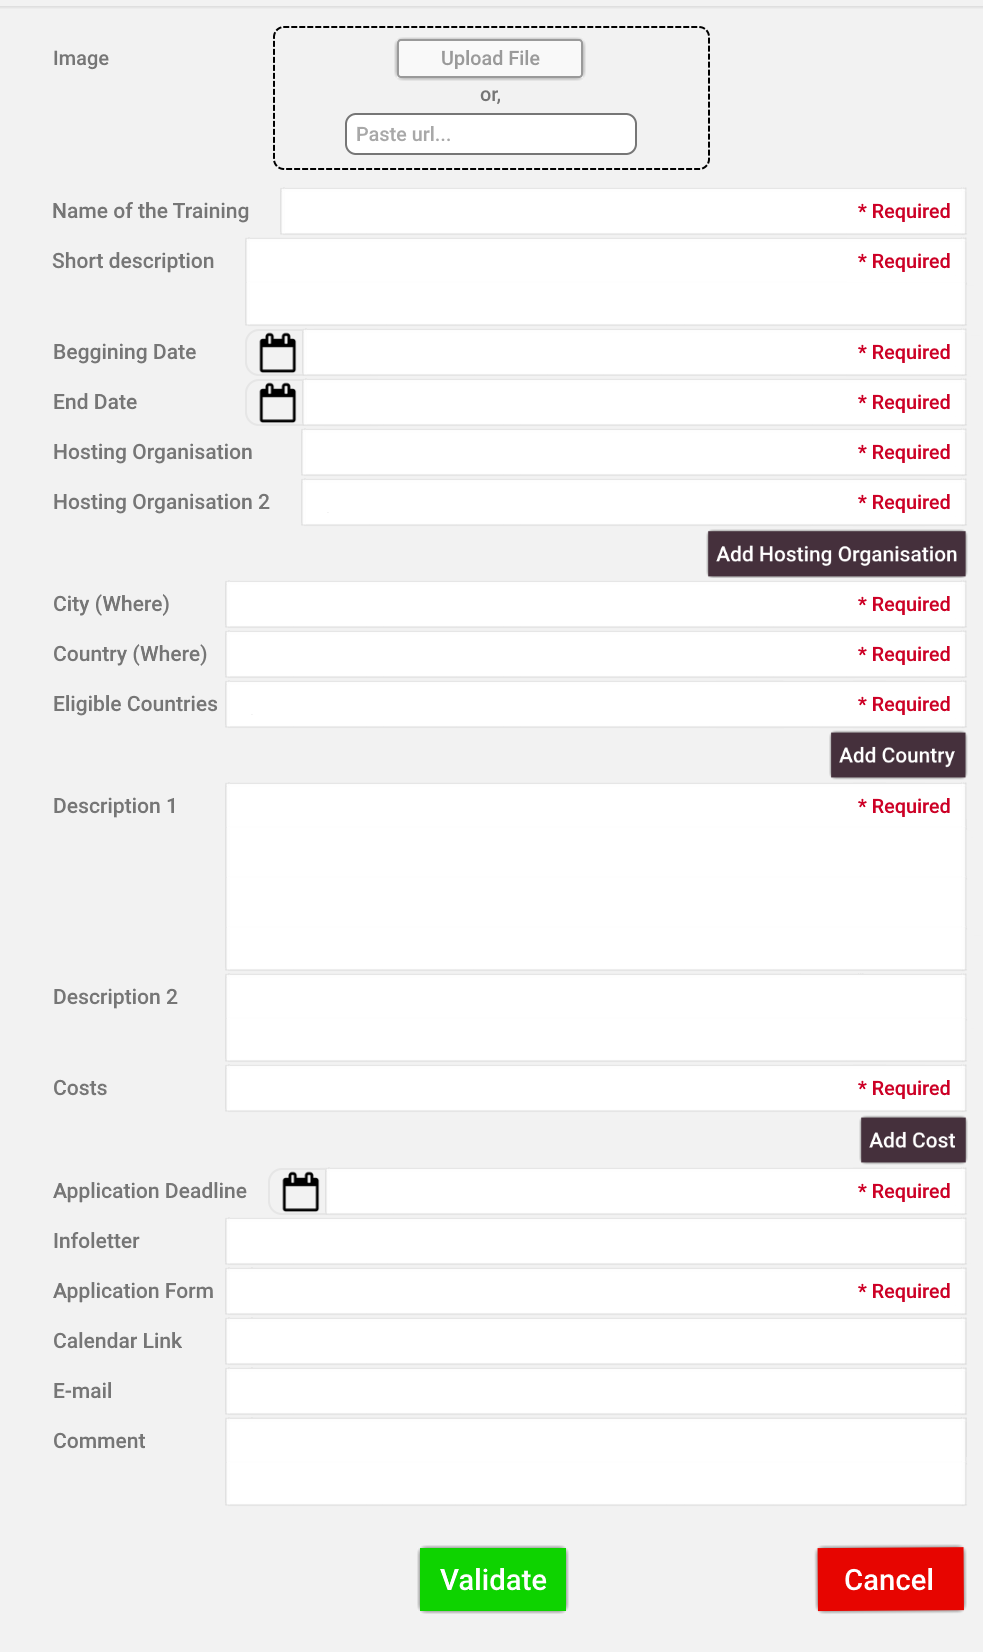 Image
Upload File
or,
Paste url...
Name of the Training * Required
Short description * Required
Beggining Date * Required
End Date * Required
Hosting Organisation * Required
Hosting Organisation 2 * Required
Add Hosting Organisation
City (Where) * Required
Country (Where) * Required
Eligible Countries * Required
Add Country
Description 1 * Required
Description 2
Costs * Required
Add Cost
Application Deadline * Required
Infoletter
Application Form * Required
Calendar Link
E-mail
Comment
Validate Cancel